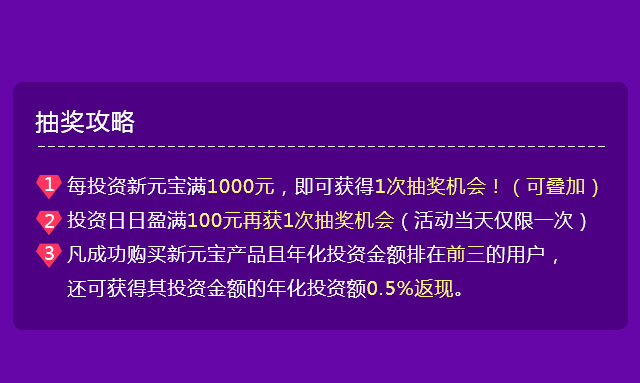 抽奖攻略
1 每投资新元宝满1000元，即可获得1次抽奖机会！（可叠加）
2 投资日日盈满100元再获1次抽奖机会（活动当天仅限一次）
3 凡成功购买新元宝产品且年化投资金额排在前三的用户，
还可获得其投资金额的年化投资额0.5%返现。